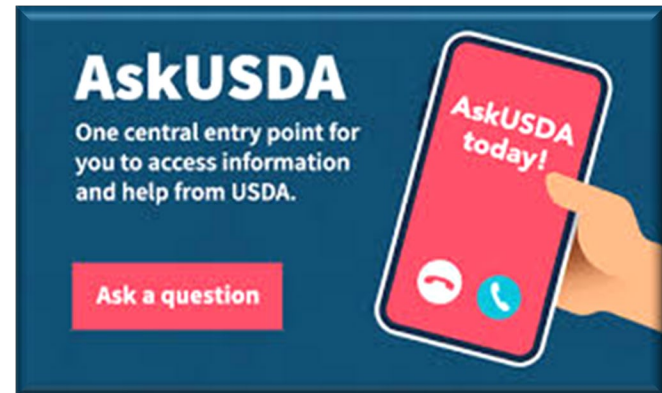 AskUSDA
One central entry point for
you to access information
and help from USDA.
Ask a question
AskUSDA
today!